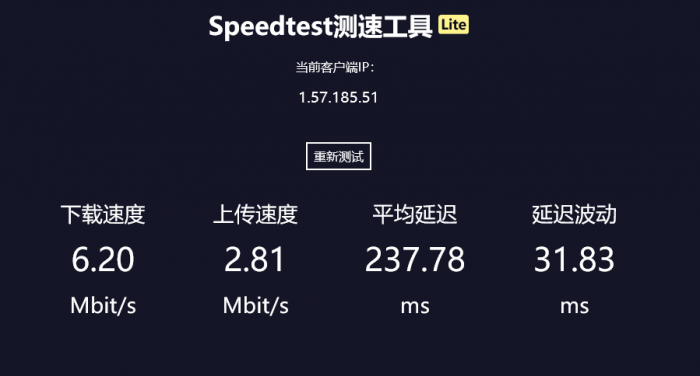 Speedtest测速工具 Lite
当前客户端IP：
1.57.185.51
重新测试
下载速度 上传速度 平均延迟 延迟波动
6.20 2.81 237.78 31.83
Mbit/s Mbit/s ms ms